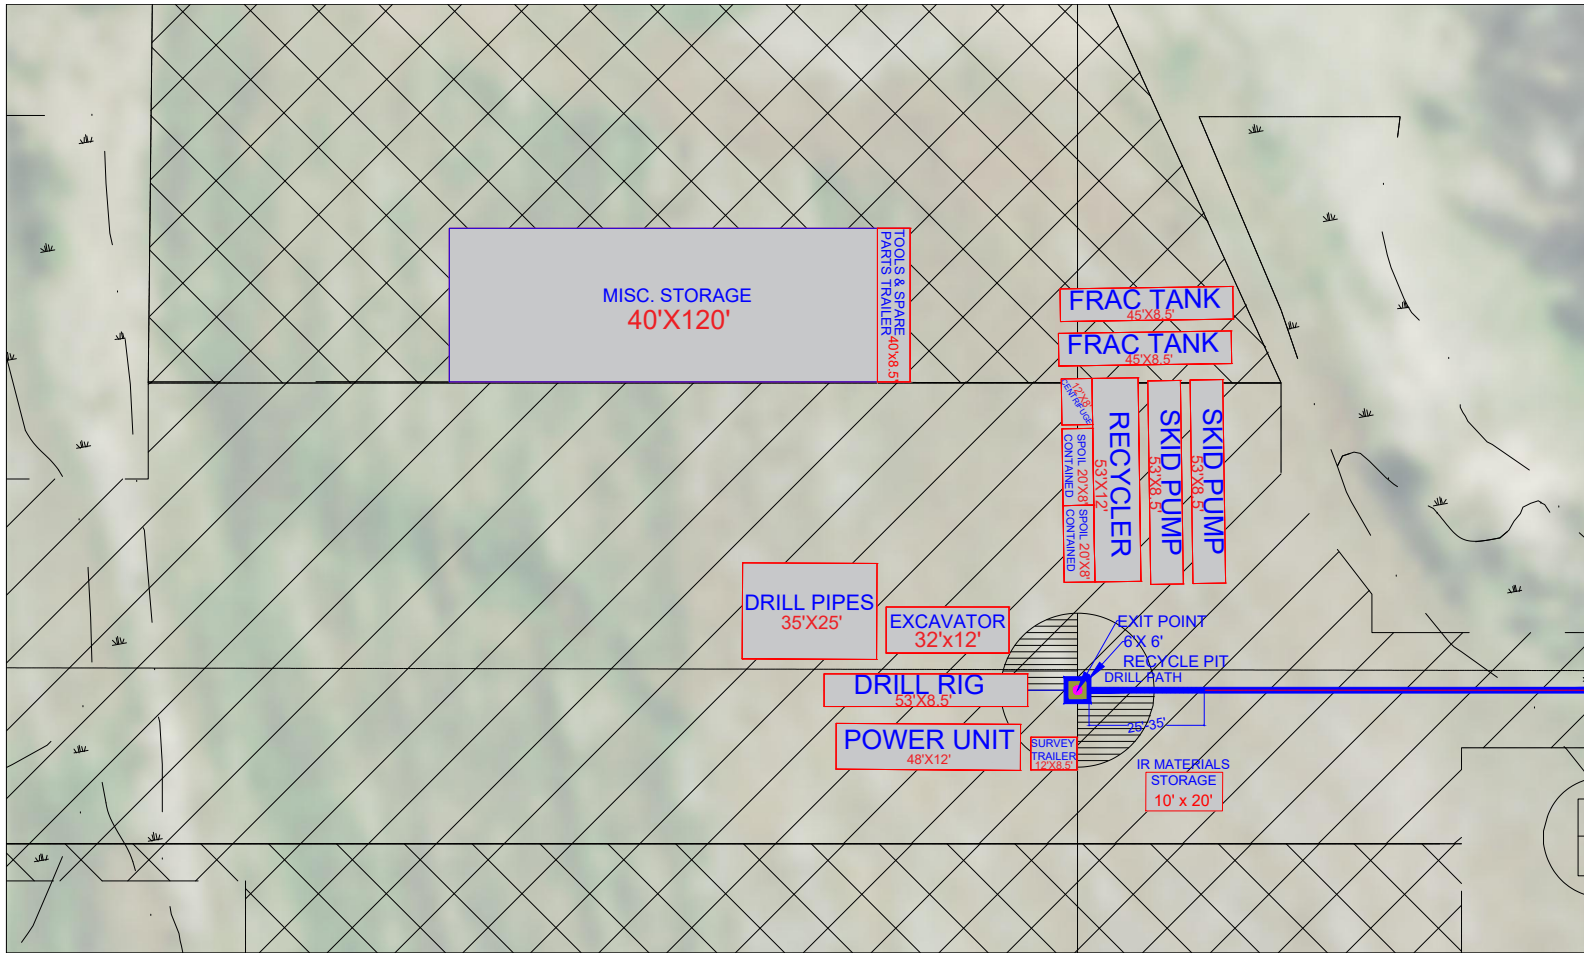 MISC. STORAGE
40'X120'
TOOLS & SPARE
PARTS TRAILER
40'x8.5'
FRAC TANK
45'X8.5'
FRAC TANK
45'X8.5'
12'X8'
CENTRIFUGE
SPOIL 20'X8'
CONTAINED
SPOIL 20'X8'
CONTAINED
RECYCLER
53'X12'
SKID PUMP
53'X8.5'
SKID PUMP
53'X8.5'
DRILL PIPES
35'X25'
EXCAVATOR
32'x12'
EXIT POINT
6'X 6'
RECYCLE PIT
DRILL PATH
DRILL RIG
53'X8.5'
25'-35'
POWER UNIT
48'X12'
SURVEY
TRAILER
12'X8.5'
IR MATERIALS
STORAGE
10' x 20'